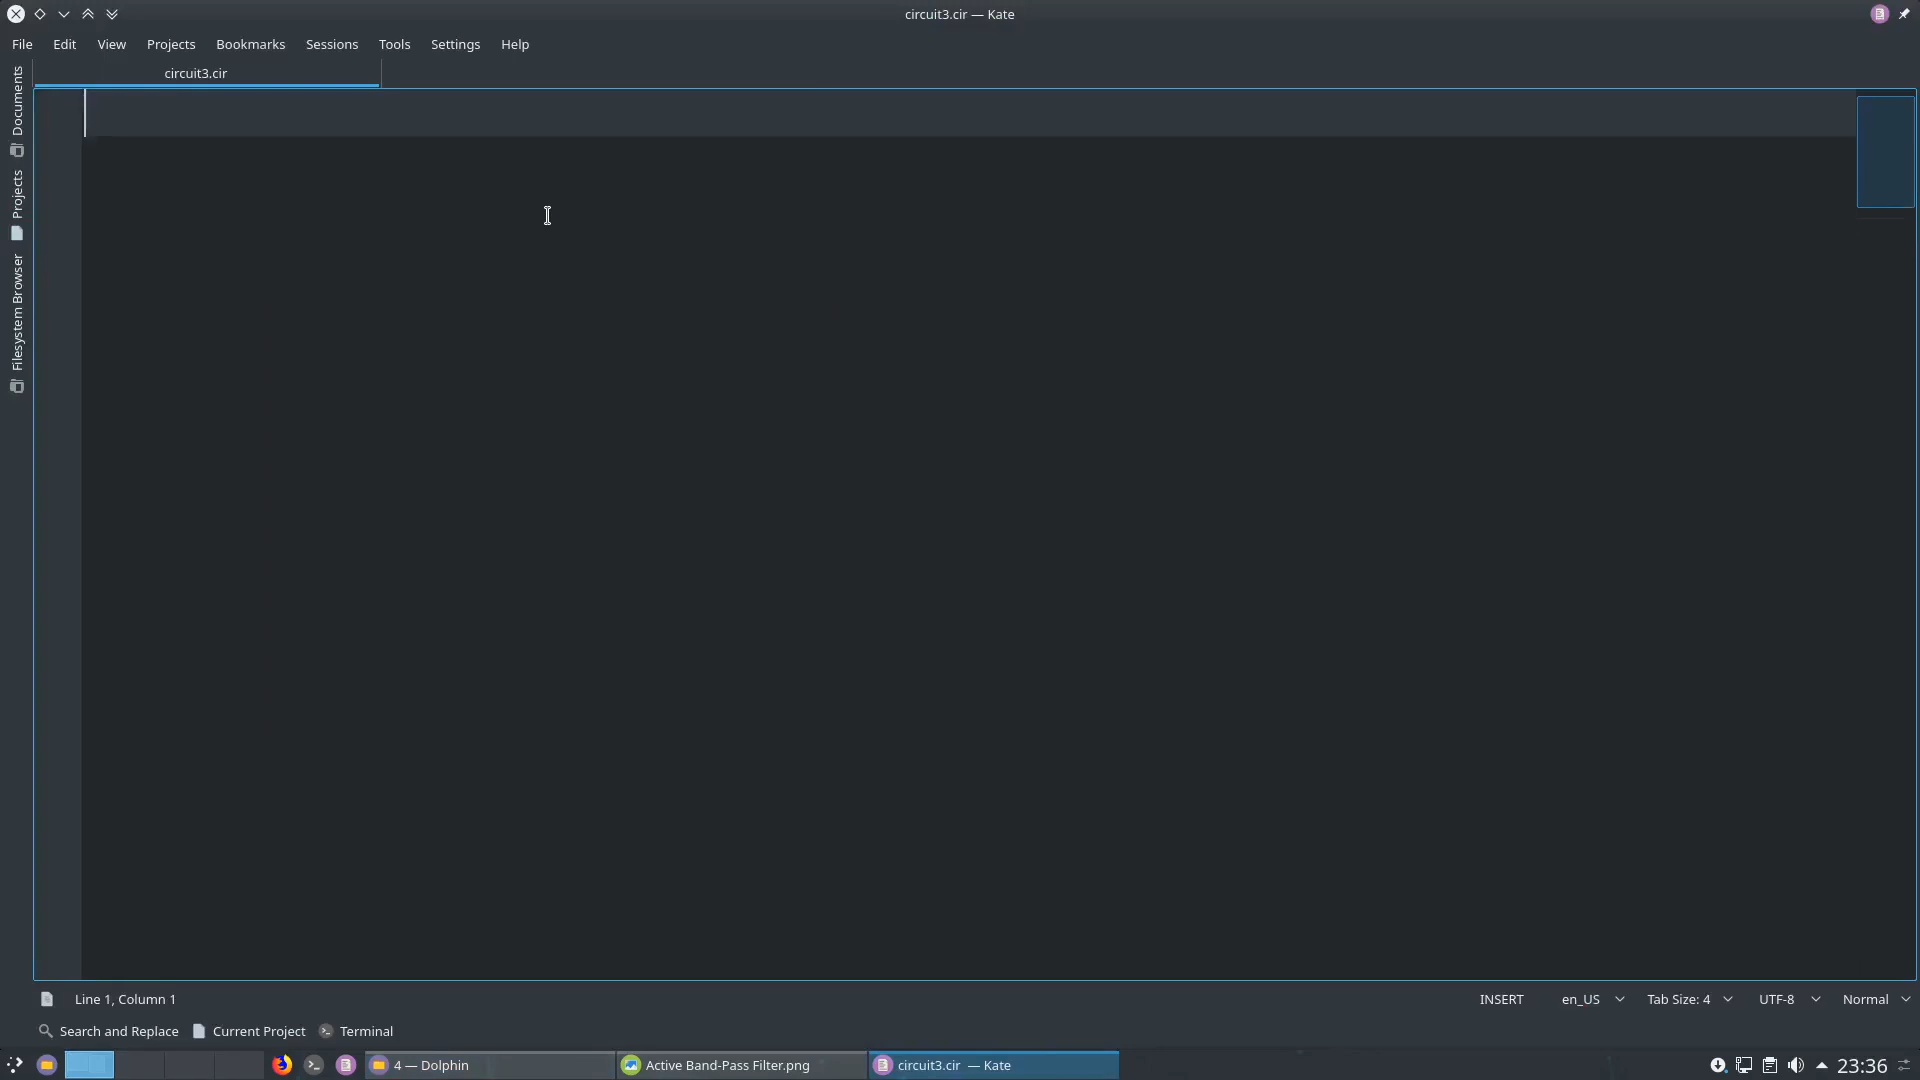 circuit3.cir — Kate
File Edit View Projects Bookmarks Sessions Tools Settings Help
circuit3.cir
Documents
Projects
Filesystem Browser
Line 1, Column 1
INSERT en_US Tab Size: 4 UTF-8 Normal
Search and Replace Current Project Terminal
4 — Dolphin Active Band-Pass Filter.png circuit3.cir — Kate 23:36